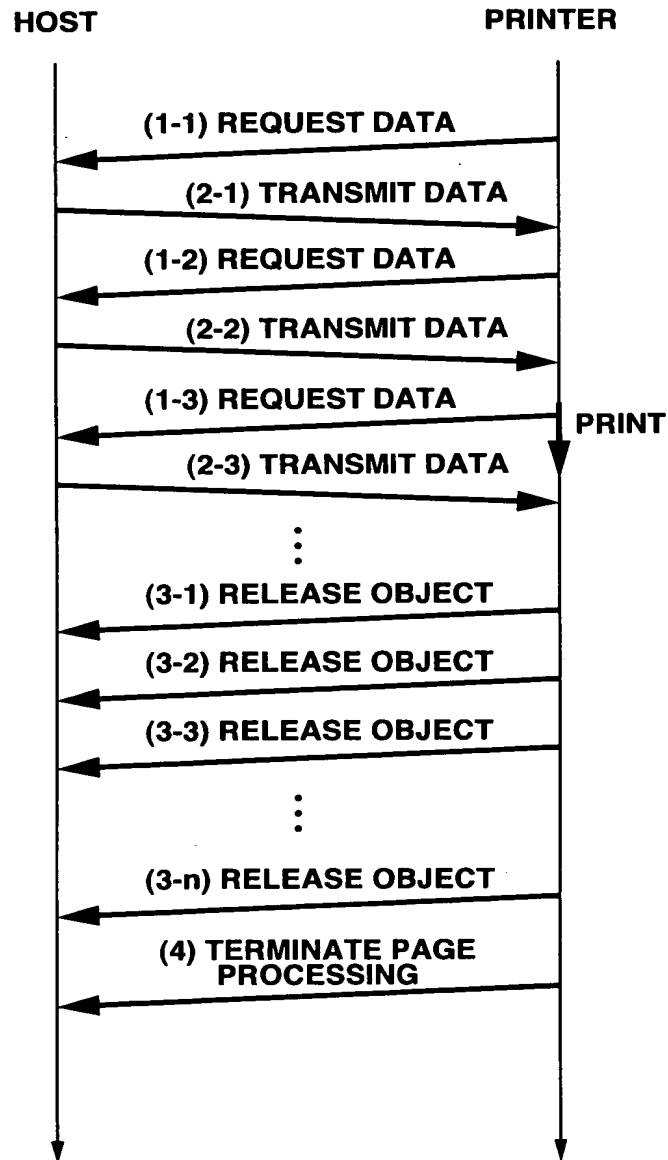 HOST
PRINTER
(1-1) REQUEST DATA
(2-1) TRANSMIT DATA
(1-2) REQUEST DATA
(2-2) TRANSMIT DATA
(1-3) REQUEST DATA
PRINT
(2-3) TRANSMIT DATA
(3-1) RELEASE OBJECT
(3-2) RELEASE OBJECT
(3-3) RELEASE OBJECT
(3-n) RELEASE OBJECT
(4) TERMINATE PAGE
PROCESSING